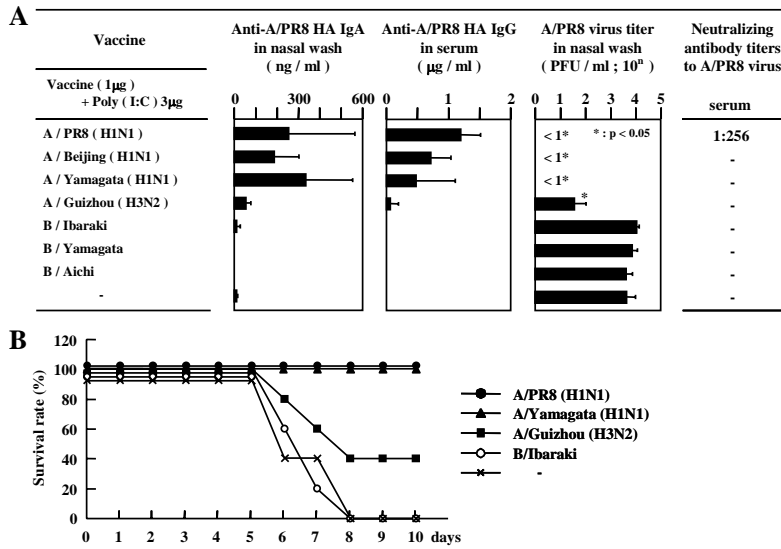 A
Vaccine
Anti-A/PR8 HA IgA
in nasal wash
( ng / ml )
Anti-A/PR8 HA IgG
in serum
( μg / ml )
A/PR8 virus titer
in nasal wash
( PFU / ml ; 10ⁿ )
Neutralizing
antibody titers
to A/PR8 virus
Vaccine ( 1μg )
+ Poly ( I:C ) 3μg
0 300 600
0 1 2
0 1 2 3 4 5
serum
A / PR8 ( H1N1 ) < 1* * : p < 0.05 1:256
A / Beijing ( H1N1 ) < 1* -
A / Yamagata ( H1N1 ) < 1* -
A / Guizhou ( H3N2 ) * -
B / Ibaraki -
B / Yamagata -
B / Aichi -
- -
B
Survival rate (%)
120
100
80
60
40
20
0
0 1 2 3 4 5 6 7 8 9 10 days
A/PR8 (H1N1)
A/Yamagata (H1N1)
A/Guizhou (H3N2)
B/Ibaraki
-